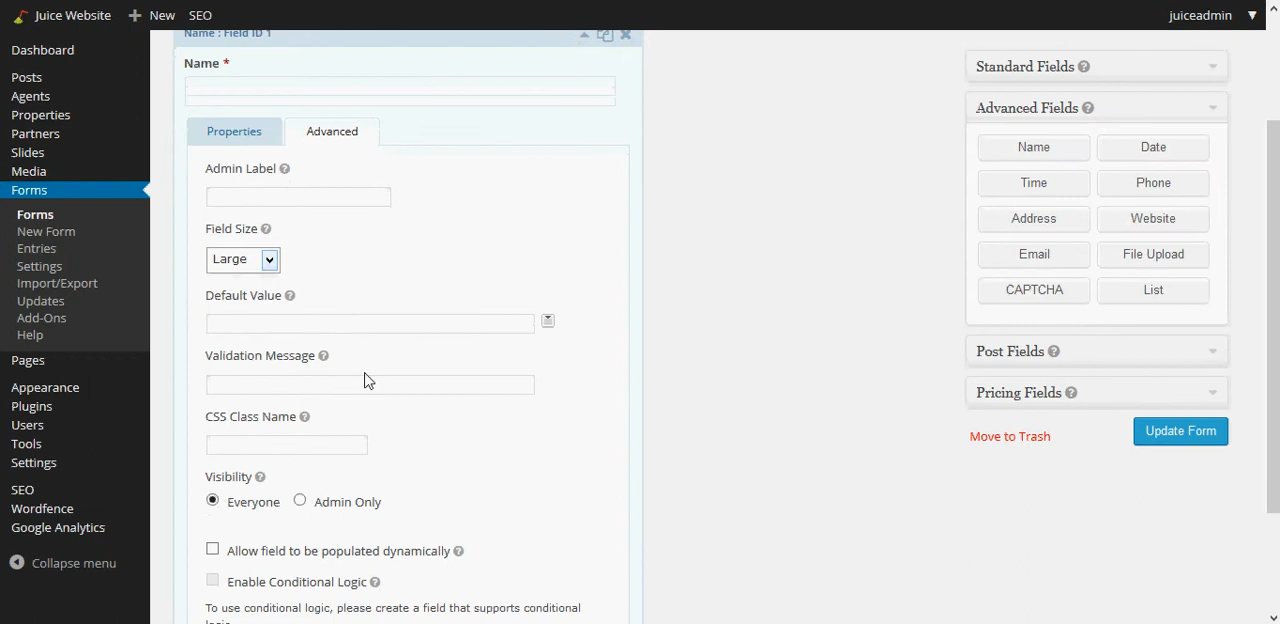 Juice Website
New
SEO
juiceadmin
Dashboard
Posts
Agents
Properties
Partners
Slides
Media
Forms
Forms
New Form
Entries
Settings
Import/Export
Updates
Add-Ons
Help
Pages
Appearance
Plugins
Users
Tools
Settings
SEO
Wordfence
Google Analytics
Collapse menu
Name : Field ID 1
Name *
Properties
Advanced
Admin Label
Field Size
Large
Default Value
Validation Message
CSS Class Name
Visibility
Everyone
Admin Only
Allow field to be populated dynamically
Enable Conditional Logic
To use conditional logic, please create a field that supports conditional
logic.
Standard Fields
Advanced Fields
Name
Date
Time
Phone
Address
Website
Email
File Upload
CAPTCHA
List
Post Fields
Pricing Fields
Move to Trash
Update Form